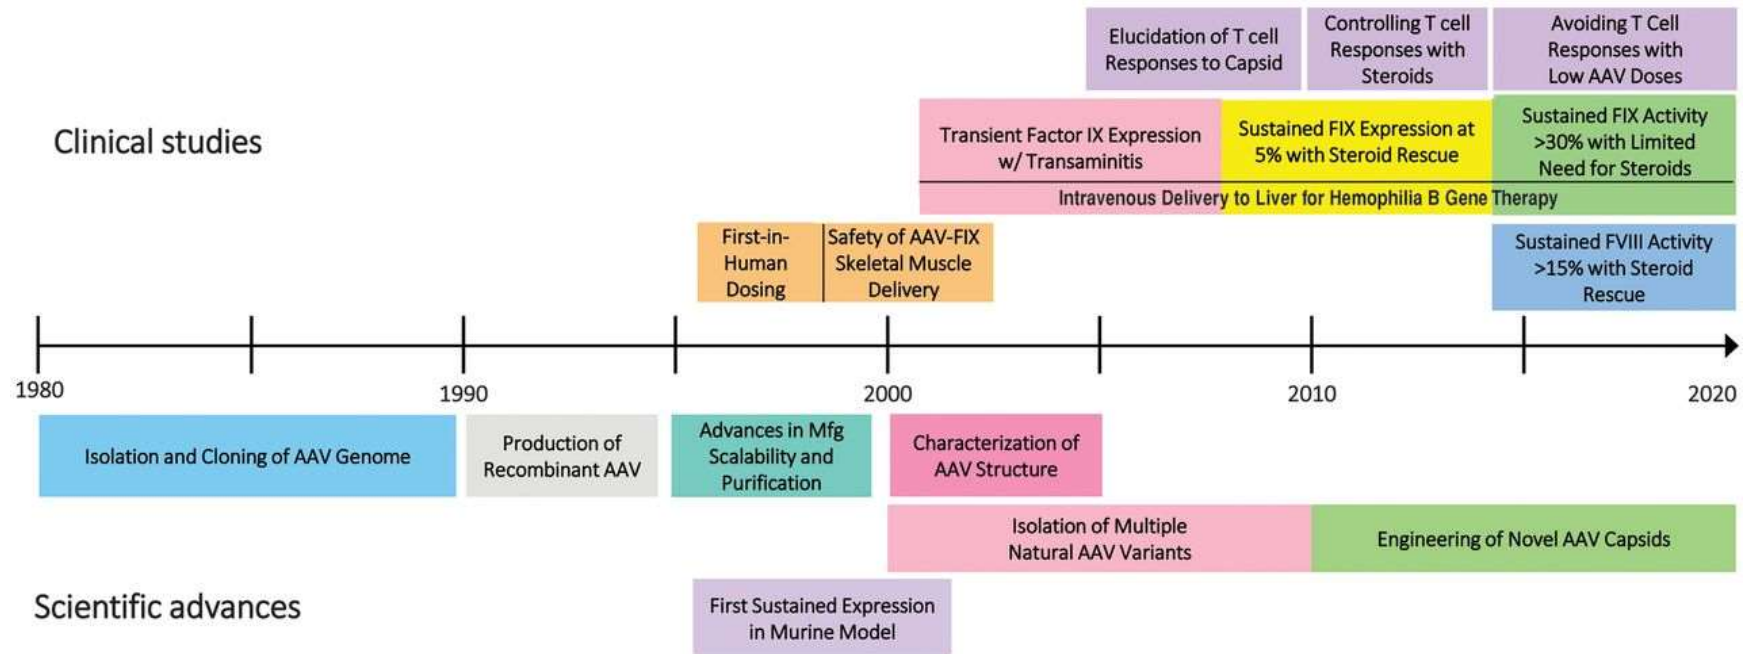 Elucidation of T cell
Responses to Capsid
Controlling T cell
Responses with
Steroids
Avoiding T Cell
Responses with
Low AAV Doses
Clinical studies
Transient Factor IX Expression
w/ Transaminitis
Sustained FIX Expression at
5% with Steroid Rescue
Sustained FIX Activity
>30% with Limited
Need for Steroids
Intravenous Delivery to Liver for Hemophilia B Gene Therapy
First-in-
Human
Dosing
Safety of AAV-FIX
Skeletal Muscle
Delivery
Sustained FVIII Activity
>15% with Steroid
Rescue
1980
1990
2000
2010
2020
Isolation and Cloning of AAV Genome
Production of
Recombinant AAV
Advances in Mfg
Scalability and
Purification
Characterization of
AAV Structure
Isolation of Multiple
Natural AAV Variants
Engineering of Novel AAV Capsids
Scientific advances
First Sustained Expression
in Murine Model